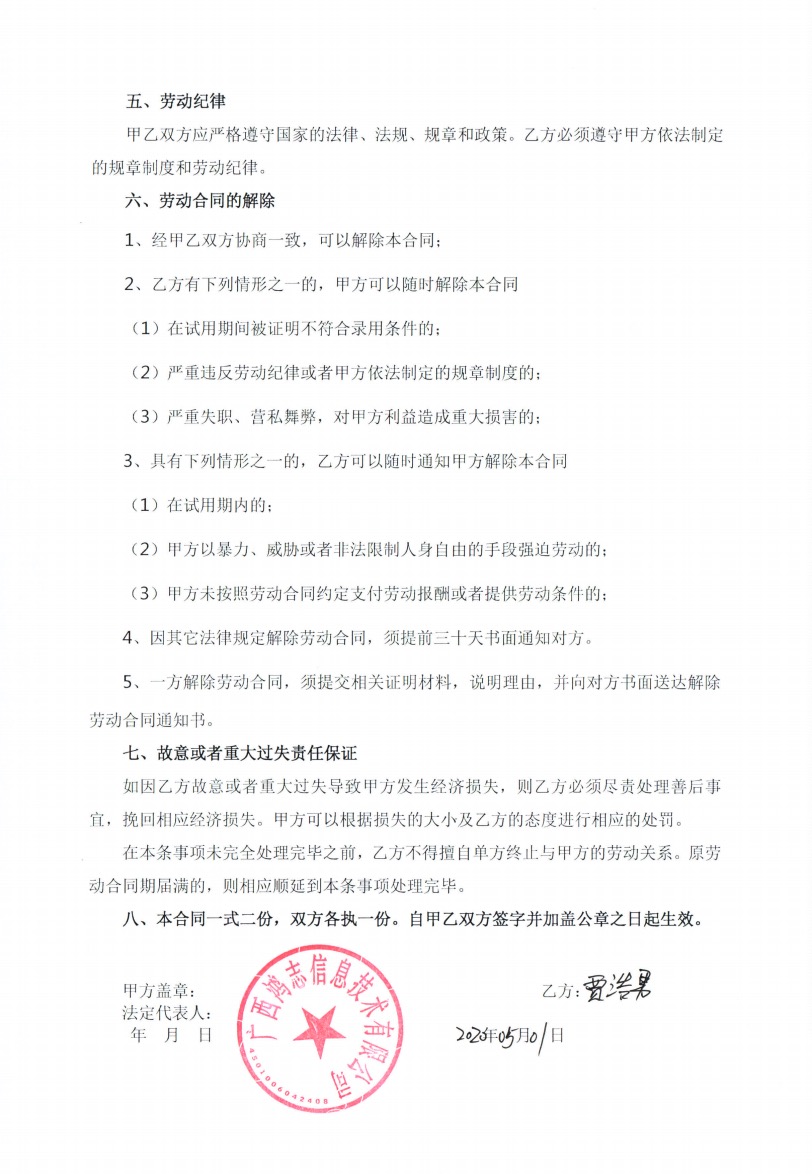 五、劳动纪律
甲乙双方应严格遵守国家的法律、法规、规章和政策。乙方必须遵守甲方依法制定
的规章制度和劳动纪律。
六、劳动合同的解除
1、经甲乙双方协商一致，可以解除本合同；
2、乙方有下列情形之一的，甲方可以随时解除本合同
（1）在试用期间被证明不符合录用条件的；
（2）严重违反劳动纪律或者甲方依法制定的规章制度的；
（3）严重失职、营私舞弊，对甲方利益造成重大损害的；
3、具有下列情形之一的，乙方可以随时通知甲方解除本合同
（1）在试用期内的；
（2）甲方以暴力、威胁或者非法限制人身自由的手段强迫劳动的；
（3）甲方未按照劳动合同约定支付劳动报酬或者提供劳动条件的；
4、因其它法律规定解除劳动合同，须提前三十天书面通知对方。
5、一方解除劳动合同，须提交相关证明材料，说明理由，并向对方书面送达解除
劳动合同通知书。
七、故意或者重大过失责任保证
如因乙方故意或者重大过失导致甲方发生经济损失，则乙方必须尽责处理善后事
宜，挽回相应经济损失。甲方可以根据损失的大小及乙方的态度进行相应的处罚。
在本条事项未完全处理完毕之前，乙方不得擅自单方终止与甲方的劳动关系。原劳
动合同期届满的，则相应顺延到本条事项处理完毕。
八、本合同一式二份，双方各执一份。自甲乙双方签字并加盖公章之日起生效。
甲方盖章：
乙方：贾浩男
法定代表人：
年 月 日
年05月01日
广西鸿志信息技术有限公司
4501006042408